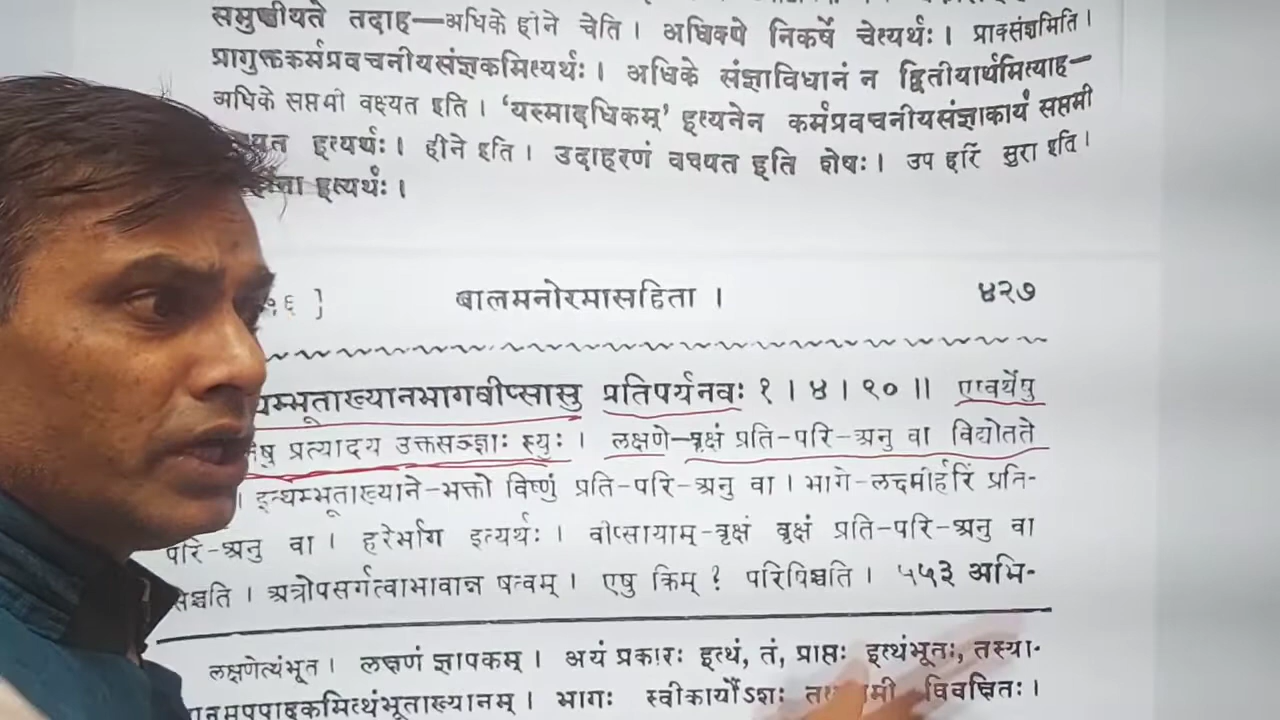 समुच्चीयते तदाह—अधिके हीने चेति । अधिक्ये निकर्षे चेत्यर्थः । प्राक्संज्ञमिति ।
प्रागुक्तकर्मप्रवचनीयसंज्ञकमित्यर्थः । अधिके संज्ञाविधानं न द्वितीयार्थमित्याह—
अधिके सप्तमी वक्ष्यत इति । 'यस्मादधिकम्' इत्यनेन कर्मप्रवचनीयसंज्ञाकार्यं सप्तमी
इत्यर्थः । हीने इति । उदाहरणं वक्ष्यत इति शेषः । उप हरिं सुरा इति ।
इत्यर्थः ।
६ ] बालमनोरमासहिता । ४२७
म्भूताख्यानभागवीप्सासु प्रतिपर्यनवः १ । ४ । ९० ॥ एष्वर्थेषु
षु प्रत्यादय उक्तसञ्ज्ञाः स्युः । लक्षणे—वृक्षं प्रति-परि-अनु वा विद्योतते
। इत्थम्भूताख्याने-भक्तो विष्णुं प्रति-परि-अनु वा । भागे-लक्ष्मीर्हरिं प्रति-
परि-अनु वा । हरेर्भाग इत्यर्थः । वीप्सायाम्-वृक्षं वृक्षं प्रति-परि-अनु वा
सिञ्चति । अत्रोपसर्गत्वाभावान्न षत्वम् । एषु किम् ? परिषिञ्चति । ५५३ अभि-
लक्षणेत्थंभूत । लक्षणं ज्ञापकम् । अयं प्रकारः इत्थं, तं, प्राप्तः इत्थंभूतः, तस्या-
मित्थंभूताख्यानम् । भागः स्वीकार्योंऽशः विवक्षितः ।